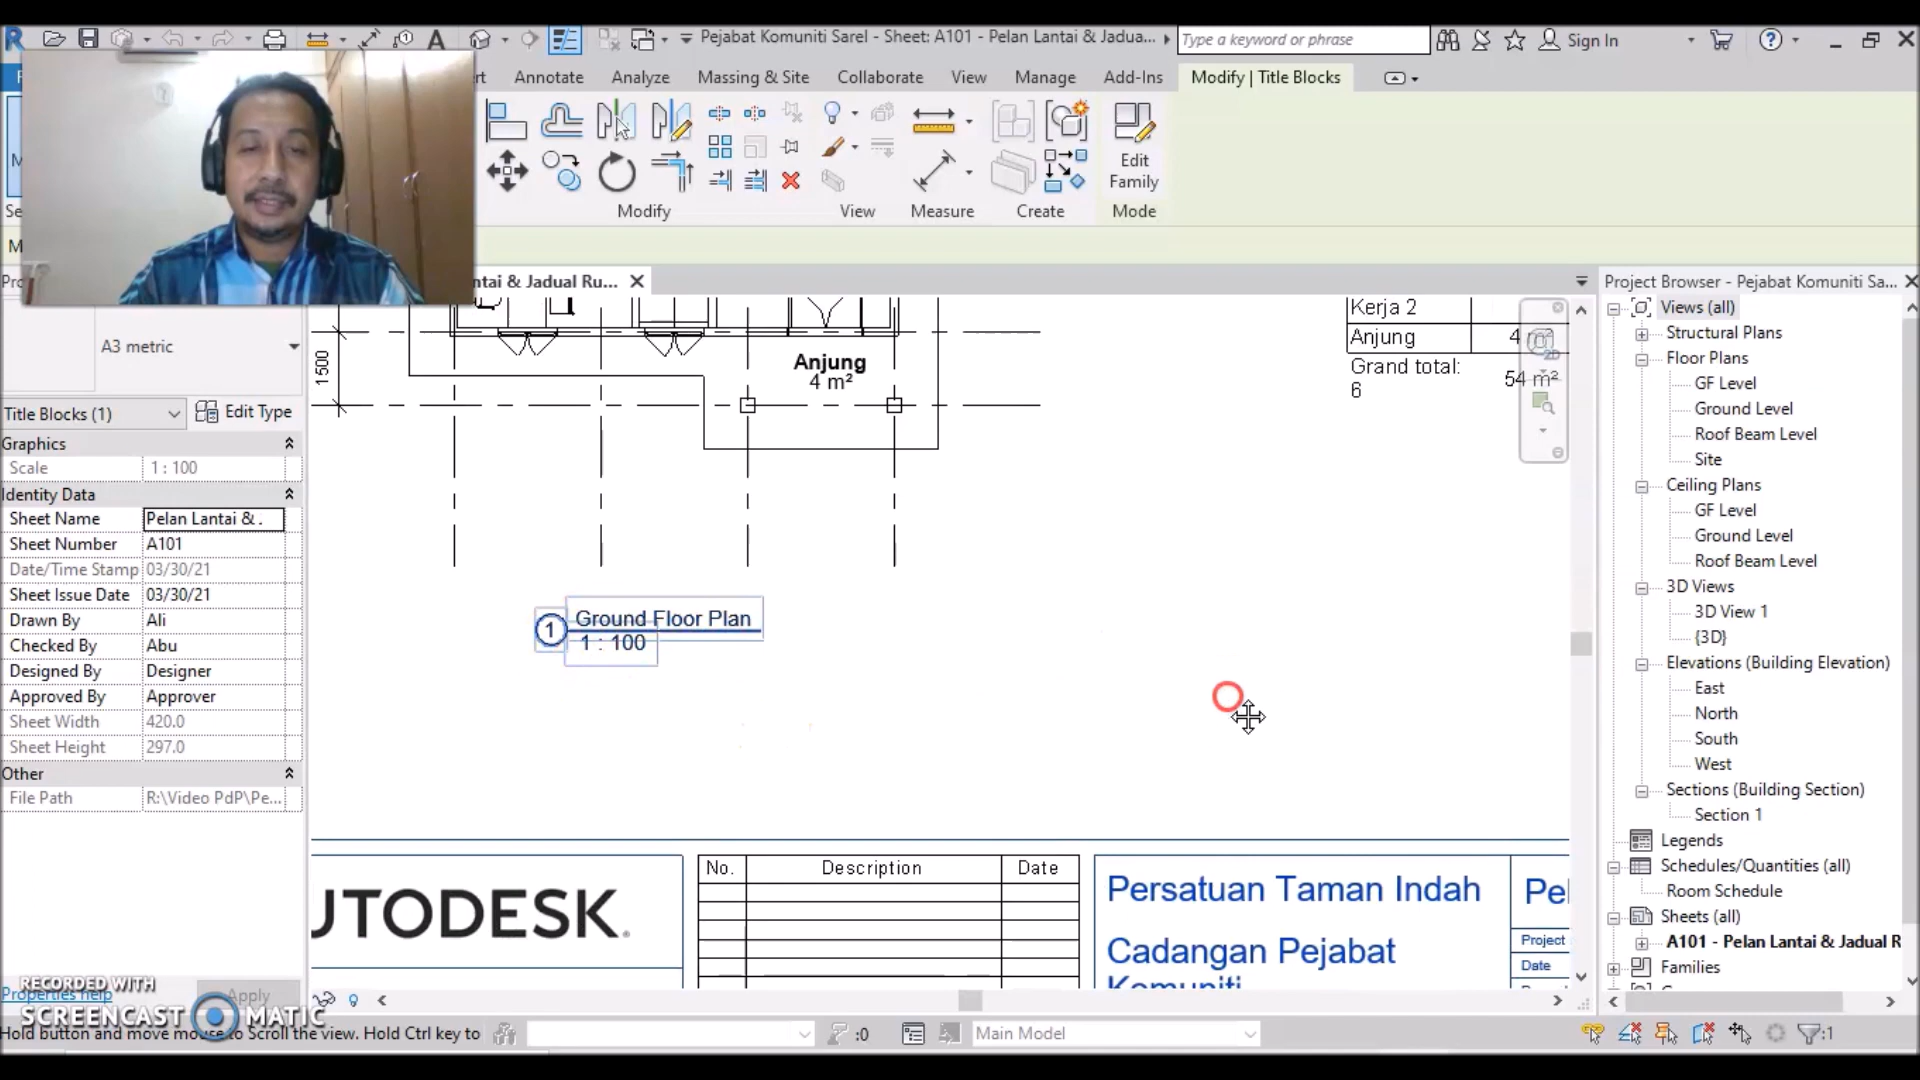 Pejabat Komuniti Sarel - Sheet: A101 - Pelan Lantai & Jadua...
Type a keyword or phrase
Sign In
Annotate
Analyze
Massing & Site
Collaborate
View
Manage
Add-Ins
Modify | Title Blocks
Edit
Family
Modify
View
Measure
Create
Mode
ntai & Jadual Ru...
A3 metric
Title Blocks (1)
Edit Type
Graphics
Scale 1 : 100
Identity Data
Sheet Name Pelan Lantai & .
Sheet Number A101
Date/Time Stamp 03/30/21
Sheet Issue Date 03/30/21
Drawn By Ali
Checked By Abu
Designed By Designer
Approved By Approver
Sheet Width 420.0
Sheet Height 297.0
Other
File Path R:\Video PdP\Pe...
Properties help
Apply
RECORDED WITH
SCREENCAST MATIC
1500
Anjung
4 m²
1
Ground Floor Plan
1 : 100
Kerja 2
Anjung 4 m²
Grand total: 54 m²
6
UTODESK.
No. Description Date
Persatuan Taman Indah
Cadangan Pejabat
Komuniti
Pel
Project
Date
Project Browser - Pejabat Komuniti Sa...
Views (all)
Structural Plans
Floor Plans
GF Level
Ground Level
Roof Beam Level
Site
Ceiling Plans
GF Level
Ground Level
Roof Beam Level
3D Views
3D View 1
{3D}
Elevations (Building Elevation)
East
North
South
West
Sections (Building Section)
Section 1
Legends
Schedules/Quantities (all)
Room Schedule
Sheets (all)
A101 - Pelan Lantai & Jadual R
Families
Hold button and move mouse to Scroll the view. Hold Ctrl key to
:0
Main Model
:1